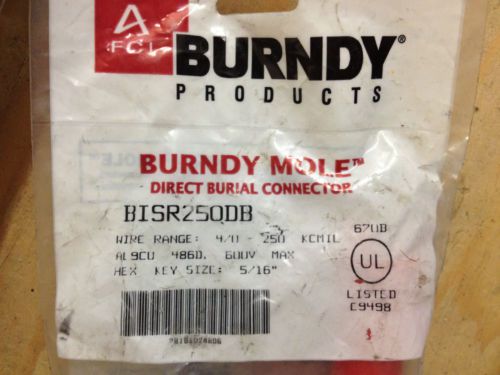 A
FCI
BURNDY®
PRODUCTS
BURNDY MOLE™
DIRECT BURIAL CONNECTOR
BISR250DB
WIRE RANGE: 4/0 - 250 KCMIL
AL9CU 486D, 600V MAX
HEX KEY SIZE: 5/16"
670B
UL
LISTED
E9498